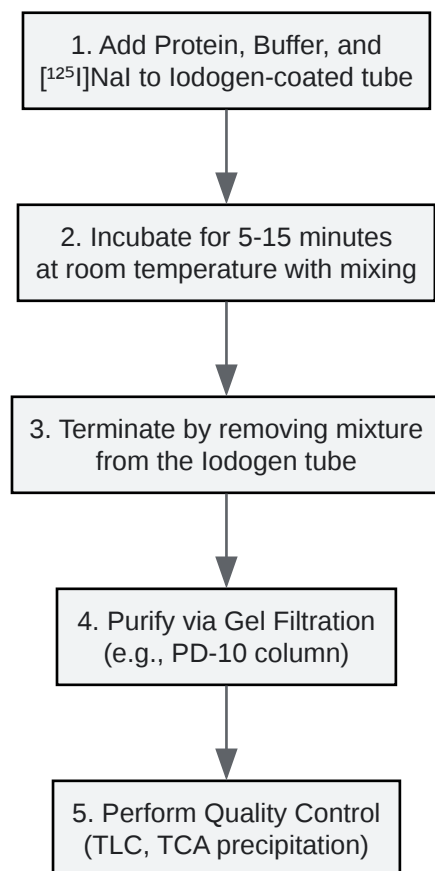 1. Add Protein, Buffer, and
[¹²⁵I]NaI to Iodogen-coated tube
2. Incubate for 5-15 minutes
at room temperature with mixing
3. Terminate by removing mixture
from the Iodogen tube
4. Purify via Gel Filtration
(e.g., PD-10 column)
5. Perform Quality Control
(TLC, TCA precipitation)